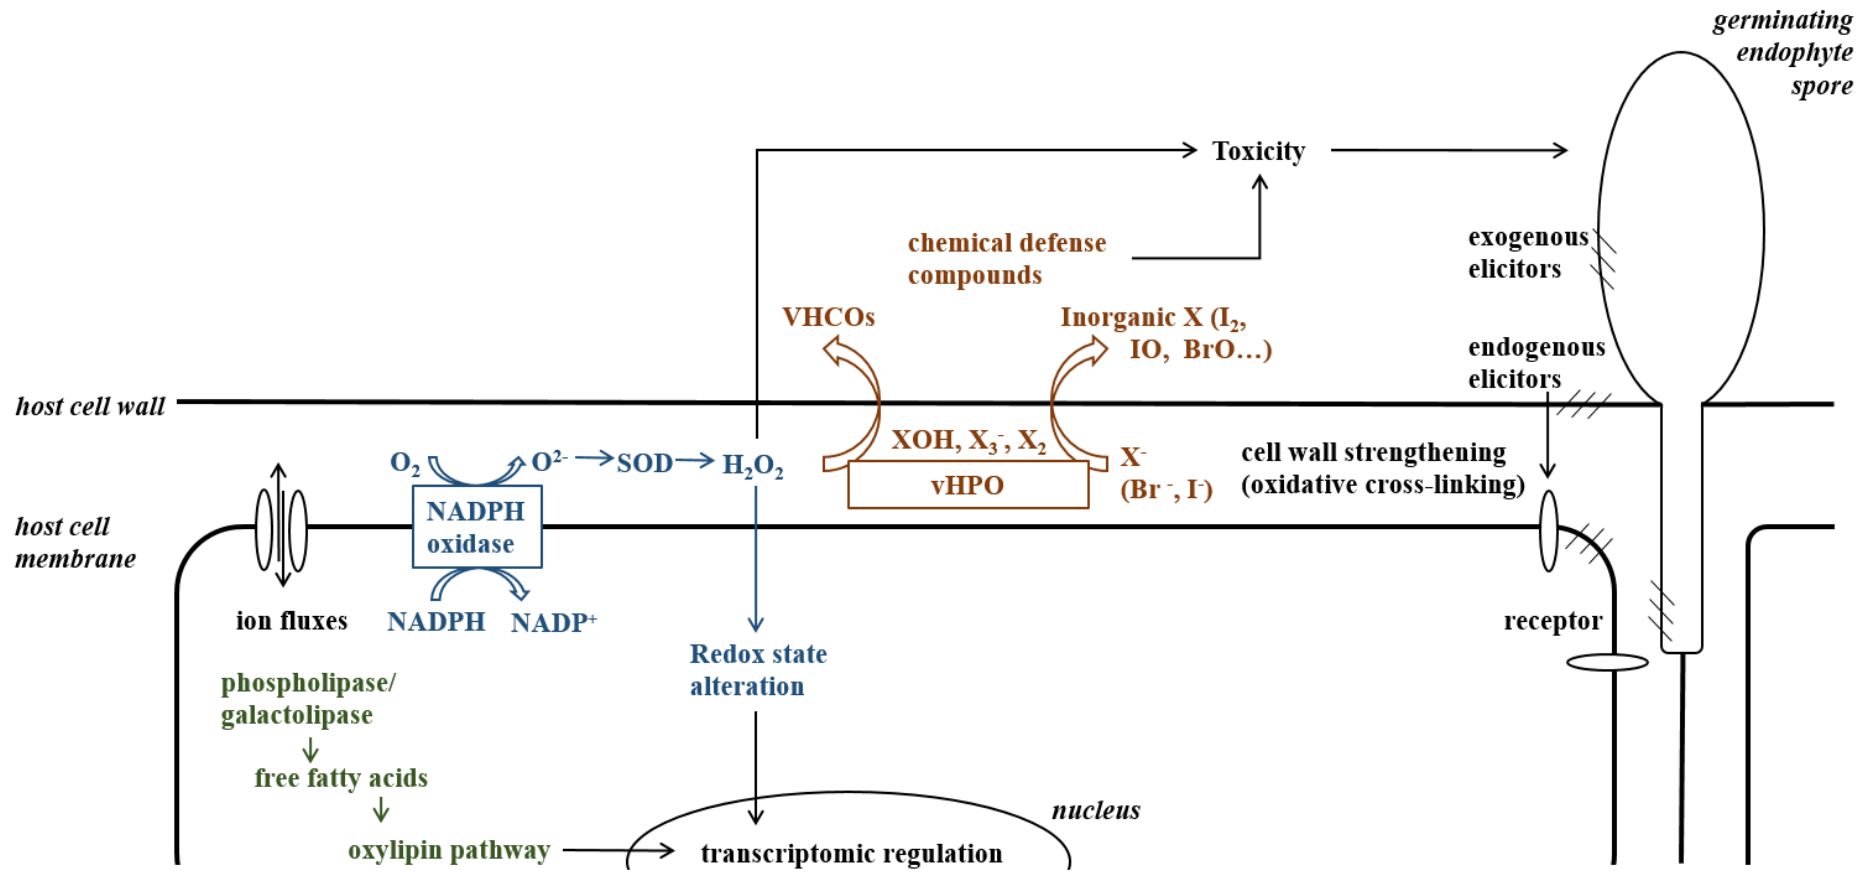 germinating
endophyte
spore
Toxicity
chemical defense
compounds
exogenous
elicitors
VHCOs
Inorganic X (I₂,
IO, BrO...)
endogenous
elicitors
host cell wall
O₂
O²⁻
SOD
H₂O₂
XOH, X₃⁻, X₂
vHPO
X⁻
(Br ⁻, I⁻)
cell wall strengthening
(oxidative cross-linking)
host cell
membrane
NADPH
oxidase
ion fluxes
NADPH
NADP⁺
receptor
Redox state
alteration
phospholipase/
galactolipase
free fatty acids
oxylipin pathway
nucleus
transcriptomic regulation